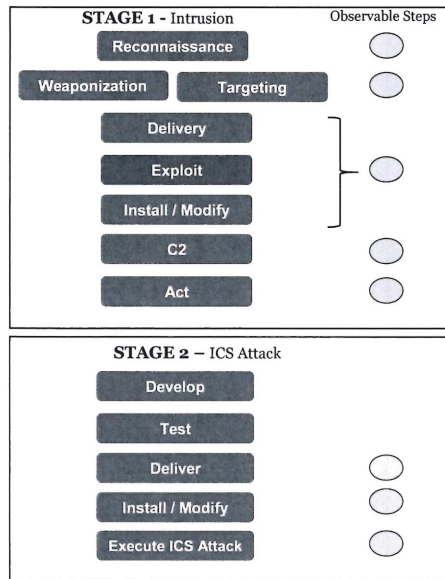 STAGE 1 - Intrusion
Observable Steps
Reconnaissance
Weaponization
Targeting
Delivery
Exploit
Install / Modify
C2
Act
STAGE 2 – ICS Attack
Develop
Test
Deliver
Install / Modify
Execute ICS Attack